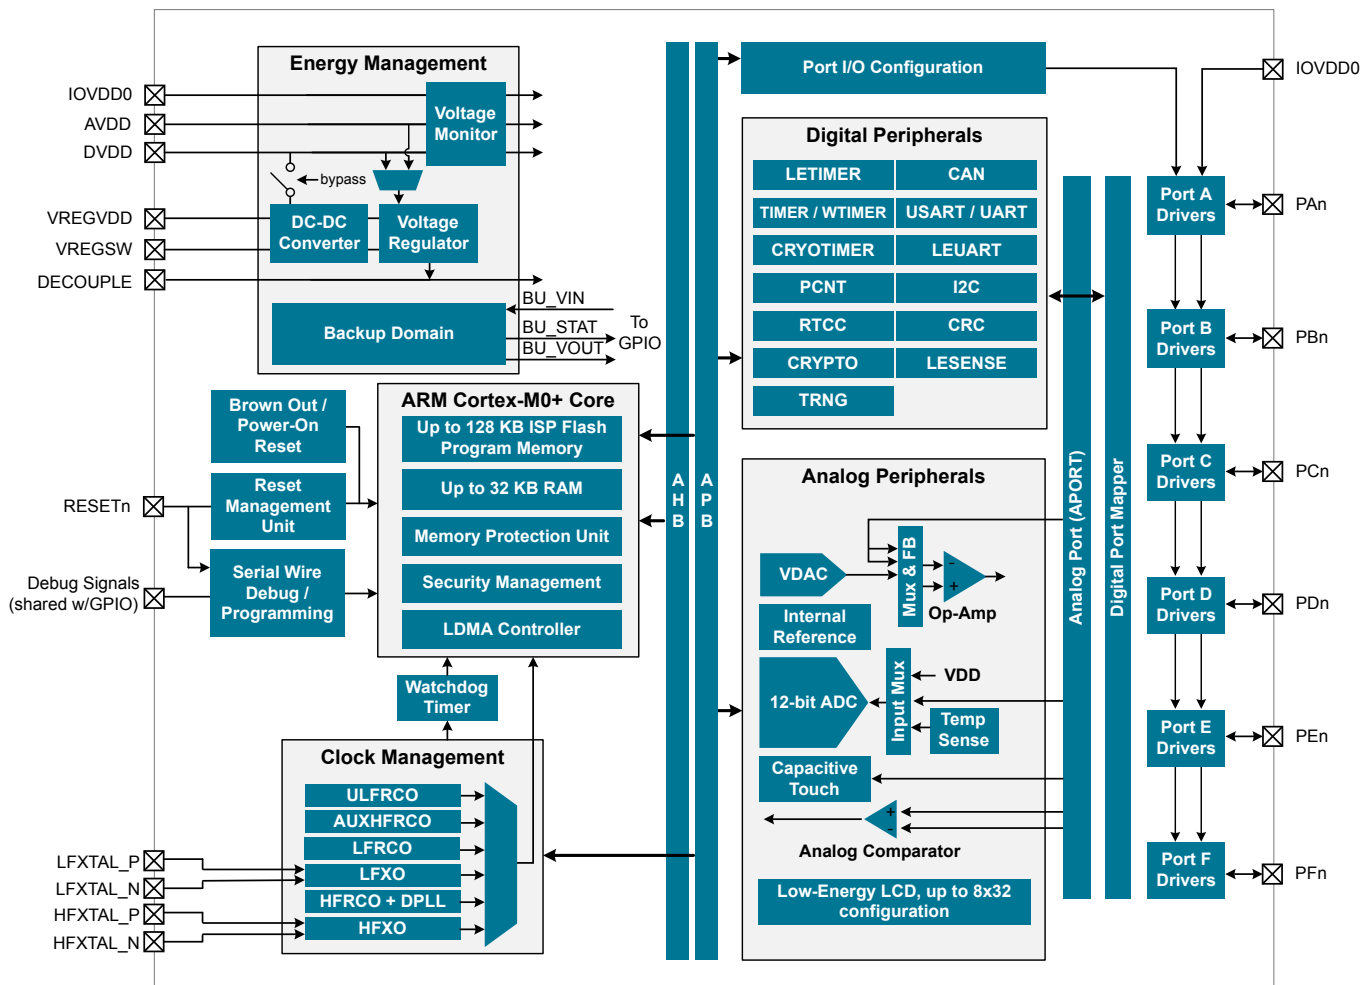 Energy Management
IOVDD0
AVDD
DVDD
Voltage
Monitor
bypass
VREGVDD
VREGSW
DECOUPLE
DC-DC
Converter
Voltage
Regulator
Backup Domain
BU_VIN
BU_STAT
BU_VOUT
To
GPIO
Brown Out /
Power-On
Reset
Reset
Management
Unit
Serial Wire
Debug /
Programming
RESETn
Debug Signals
(shared w/GPIO)
ARM Cortex-M0+ Core
Up to 128 KB ISP Flash
Program Memory
Up to 32 KB RAM
Memory Protection Unit
Security Management
LDMA Controller
Watchdog
Timer
Clock Management
ULFRCO
AUXHFRCO
LFRCO
LFXO
HFRCO + DPLL
HFXO
LFXTAL_P
LFXTAL_N
HFXTAL_P
HFXTAL_N
A
H
B
A
P
B
Port I/O Configuration
Digital Peripherals
LETIMER
CAN
TIMER / WTIMER
USART / UART
CRYOTIMER
LEUART
PCNT
I2C
RTCC
CRC
CRYPTO
LESENSE
TRNG
Analog Peripherals
VDAC
Mux & FB
-
+
Op-Amp
Internal
Reference
12-bit ADC
Input Mux
VDD
Temp
Sense
Capacitive
Touch
+
-
Analog Comparator
Low-Energy LCD, up to 8x32
configuration
Analog Port (APORT)
Digital Port Mapper
IOVDD0
Port A
Drivers
PAn
Port B
Drivers
PBn
Port C
Drivers
PCn
Port D
Drivers
PDn
Port E
Drivers
PEn
Port F
Drivers
PFn